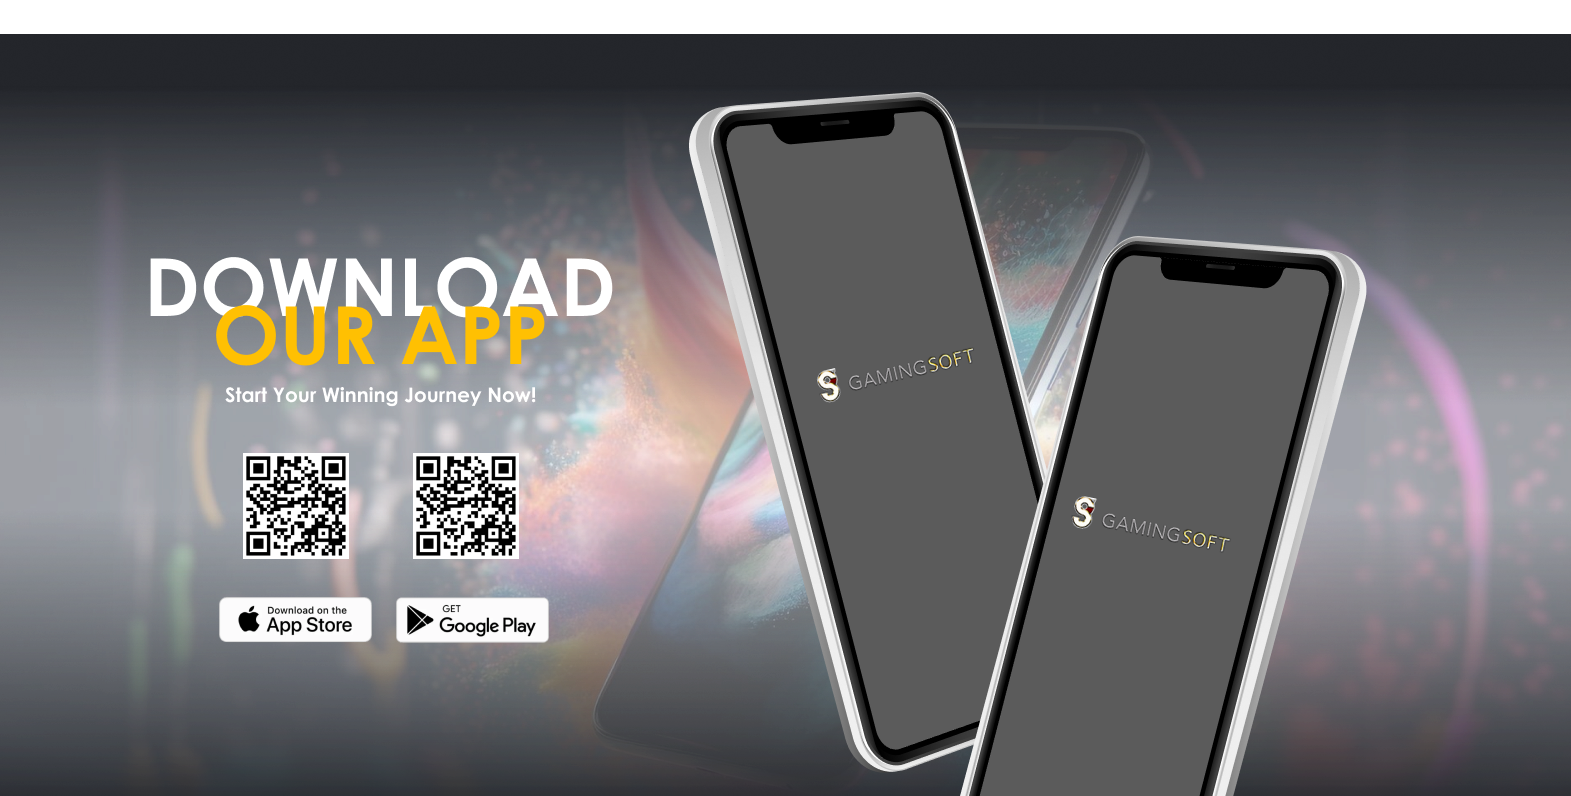 DOWNLOAD
OUR APP
Start Your Winning Journey Now!
Download on the
App Store
GET
Google Play
GAMINGSOFT
GAMINGSOFT